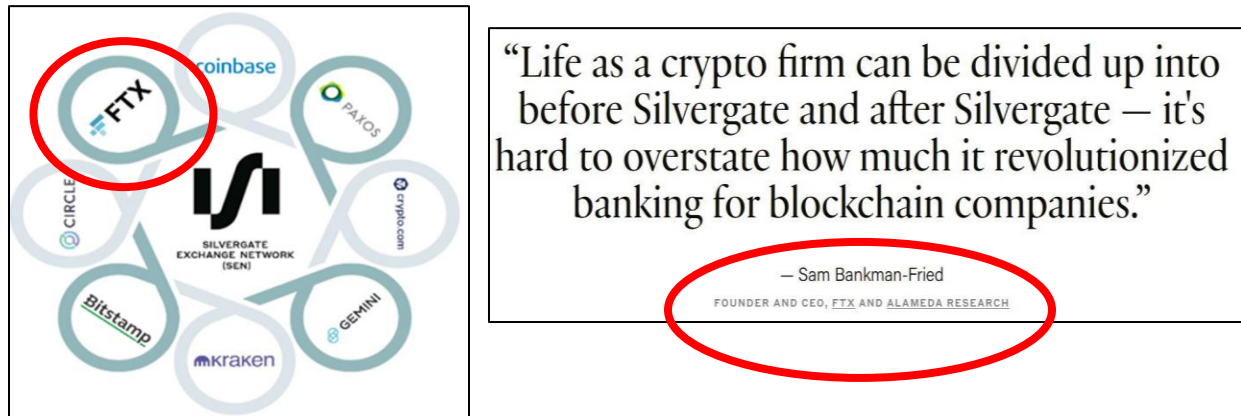 coinbase
FTX
PAXOS
CIRCLE
crypto.com
SILVERGATE
EXCHANGE NETWORK
(SEN)
Bitstamp
GEMINI
mkraken
“Life as a crypto firm can be divided up into
before Silvergate and after Silvergate — it's
hard to overstate how much it revolutionized
banking for blockchain companies.”
— Sam Bankman-Fried
FOUNDER AND CEO, FTX AND ALAMEDA RESEARCH